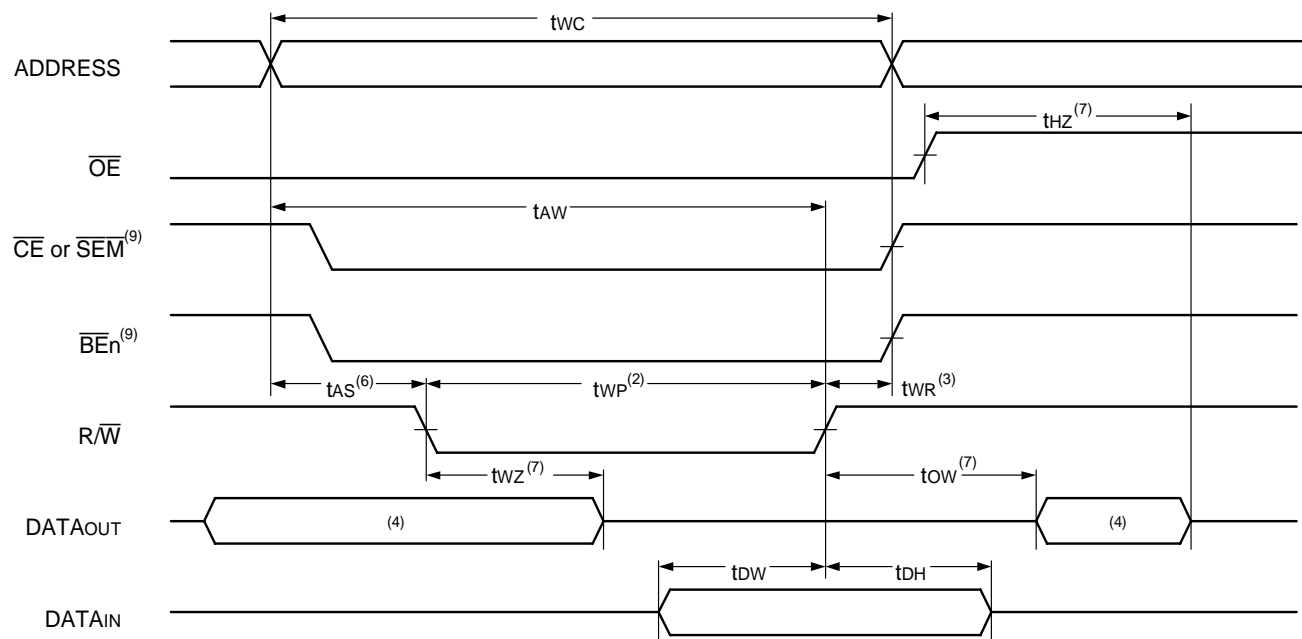 tWC
ADDRESS
tHZ(7)
OE
tAW
CE or SEM(9)
BEn(9)
tAS(6) tWP(2) tWR(3)
R/W
tWZ(7) tOW(7)
DATAOUT (4) (4)
tDW tDH
DATAIN